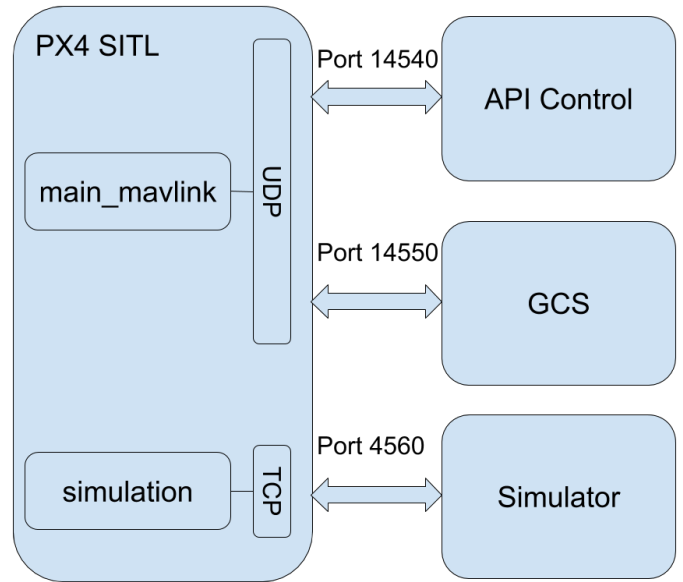 PX4 SITL
main_mavlink
UDP
simulation
TCP
Port 14540
API Control
Port 14550
GCS
Port 4560
Simulator